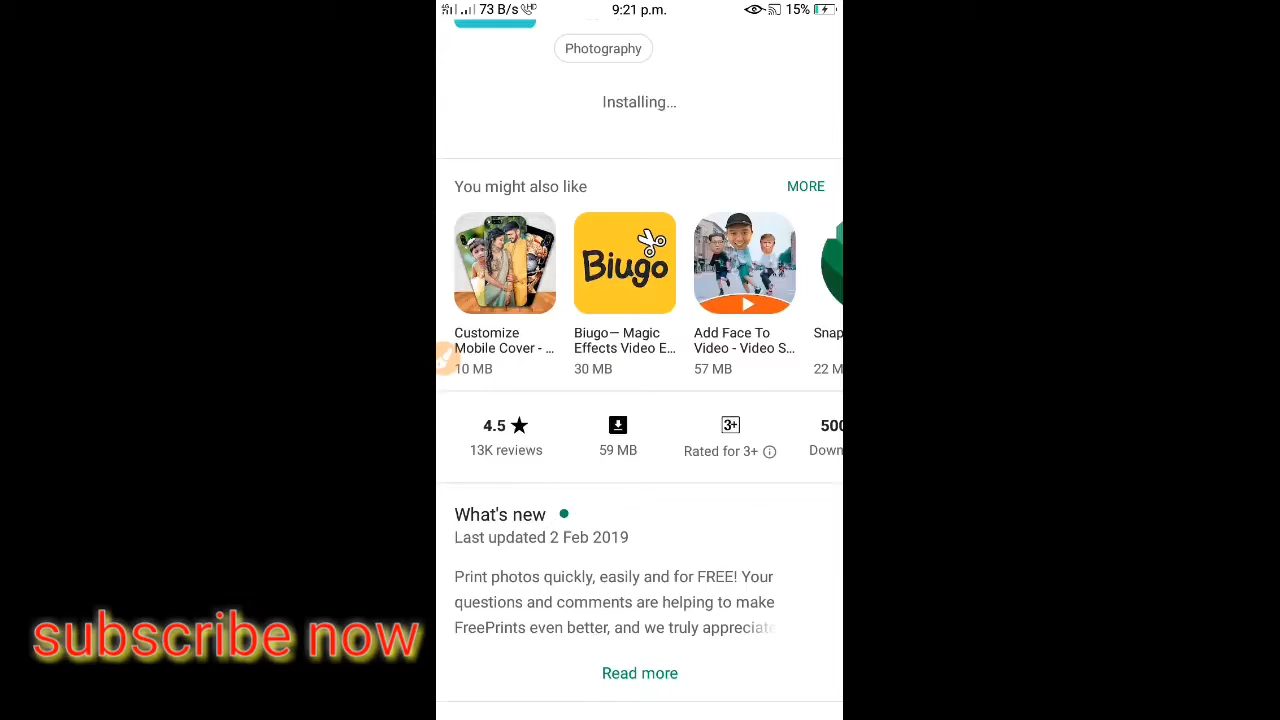 4G 73 B/s HD 9:21 p.m. 15%
Photography
Installing…
You might also like MORE
Biugo
Customize
Mobile Cover - ...
10 MB
Biugo— Magic
Effects Video E...
30 MB
Add Face To
Video - Video S...
57 MB
Snap
22 M
4.5 ★
13K reviews
59 MB
3+
Rated for 3+
500
Down
What's new
Last updated 2 Feb 2019
Print photos quickly, easily and for FREE! Your
questions and comments are helping to make
FreePrints even better, and we truly appreciate
Read more
subscribe now